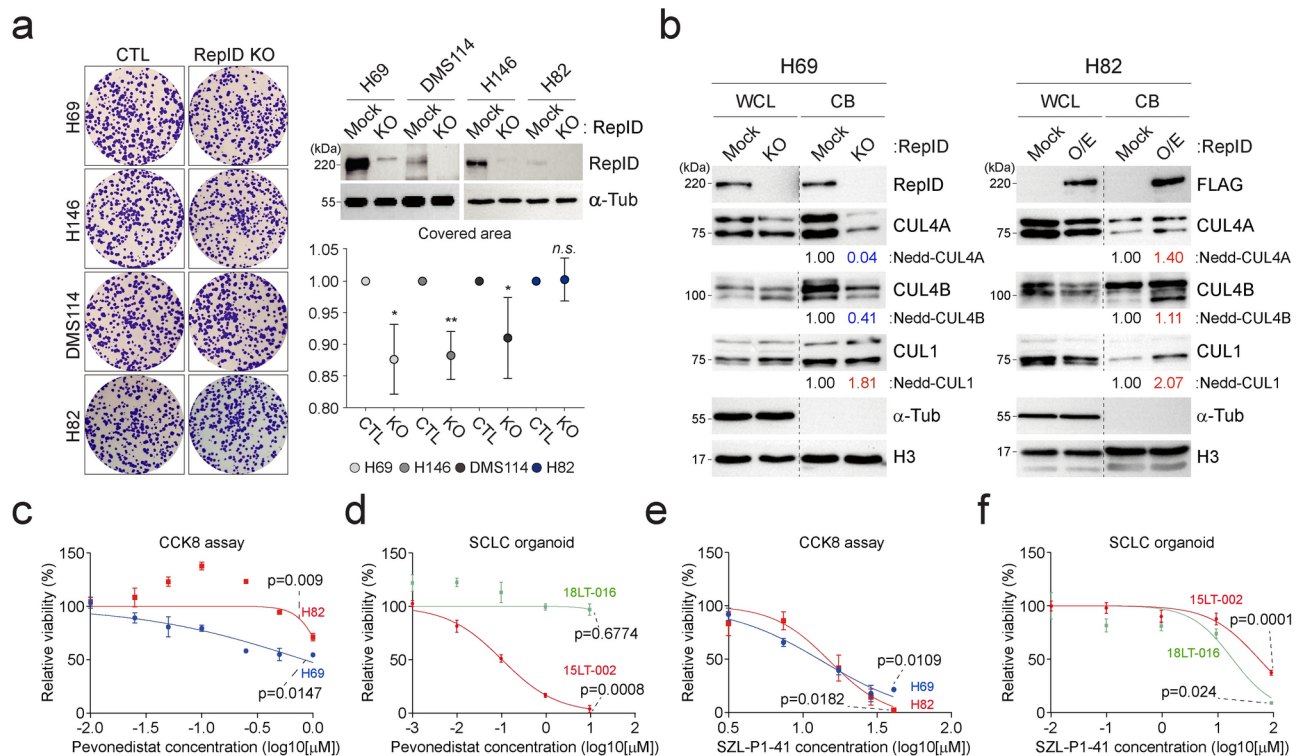 a
CTL
RepID KO
H69
H146
DMS114
H82
H69
DMS114
H146
H82
Mock
KO
Mock
KO
Mock
KO
Mock
KO
: RepID
(kDa)
220
RepID
55
α-Tub
Covered area
1.05
1.00
0.95
0.90
0.85
0.80
*
**
*
n.s.
CTL
KO
CTL
KO
CTL
KO
CTL
KO
H69 H146 DMS114 H82
b
H69
WCL
CB
Mock
KO
Mock
KO
:RepID
(kDa)
220
RepID
75
CUL4A
1.00 0.04 :Nedd-CUL4A
100
CUL4B
1.00 0.41 :Nedd-CUL4B
75
CUL1
1.00 1.81 :Nedd-CUL1
55
α-Tub
17
H3
H82
WCL
CB
Mock
O/E
Mock
O/E
:RepID
(kDa)
220
FLAG
75
CUL4A
1.00 1.40 :Nedd-CUL4A
100
CUL4B
1.00 1.11 :Nedd-CUL4B
75
CUL1
1.00 2.07 :Nedd-CUL1
55
α-Tub
17
H3
c
CCK8 assay
Relative viability (%)
150
100
50
0
p=0.009
H82
H69
p=0.0147
-2.0 -1.5 -1.0 -0.5 0.0
Pevonedistat concentration (log10[μM])
d
SCLC organoid
Relative viability (%)
150
100
50
0
18LT-016
p=0.6774
15LT-002
p=0.0008
-3 -2 -1 0 1 2
Pevonedistat concentration (log10[μM])
e
CCK8 assay
Relative viability (%)
150
100
50
0
p=0.0109
H69
H82
p=0.0182
0.5 1.0 1.5 2.0
SZL-P1-41 concentration (log10[μM])
f
SCLC organoid
Relative viability (%)
150
100
50
0
15LT-002
p=0.0001
18LT-016
p=0.024
-2 -1 0 1 2
SZL-P1-41 concentration (log10[μM])